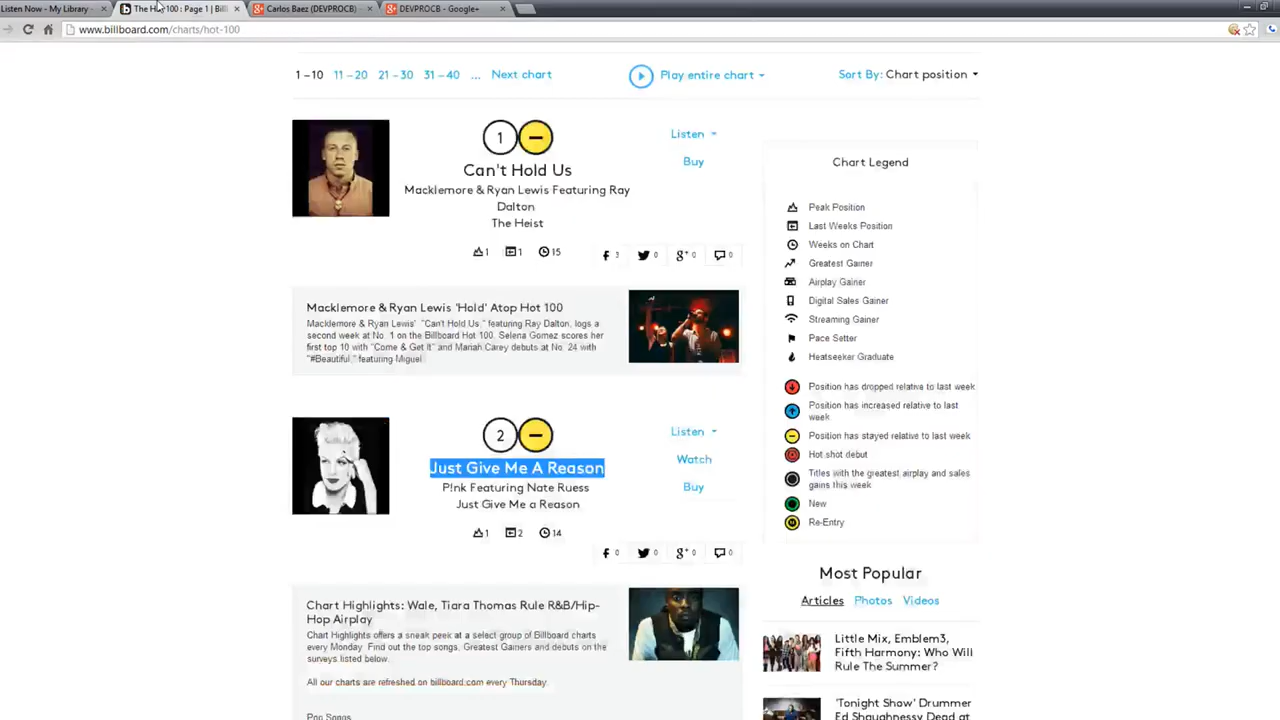 Listen Now - My Library
The Hot 100 : Page 1 | Bill
Carlos Baez (DEVPROCB)
DEVPROCB - Google+
www.billboard.com/charts/hot-100
1 – 10 11 – 20 21 – 30 31 – 40 ... Next chart
Play entire chart
Sort By: Chart position
1
Can't Hold Us
Macklemore & Ryan Lewis Featuring Ray
Dalton
The Heist
1 1 15
3 0 0 0
Listen
Buy
Macklemore & Ryan Lewis 'Hold' Atop Hot 100
Macklemore & Ryan Lewis' "Can't Hold Us," featuring Ray Dalton, logs a
second week at No. 1 on the Billboard Hot 100. Selena Gomez scores her
first top 10 with "Come & Get It" and Mariah Carey debuts at No. 24 with
"#Beautiful," featuring Miguel
2
Just Give Me A Reason
P!nk Featuring Nate Ruess
Just Give Me a Reason
1 2 14
0 0 0 0
Listen
Watch
Buy
Chart Highlights: Wale, Tiara Thomas Rule R&B/Hip-
Hop Airplay
Chart Highlights offers a sneak peek at a select group of Billboard charts
every Monday. Find out the top songs, Greatest Gainers and debuts on the
surveys listed below.
All our charts are refreshed on billboard.com every Thursday.
Pop Songs
Chart Legend
Peak Position
Last Weeks Position
Weeks on Chart
Greatest Gainer
Airplay Gainer
Digital Sales Gainer
Streaming Gainer
Pace Setter
Heatseeker Graduate
Position has dropped relative to last week
Position has increased relative to last
week
Position has stayed relative to last week
Hot shot debut
Titles with the greatest airplay and sales
gains this week
New
Re-Entry
Most Popular
Articles Photos Videos
Little Mix, Emblem3,
Fifth Harmony: Who Will
Rule The Summer?
'Tonight Show' Drummer
Ed Shaughnessy Dead at